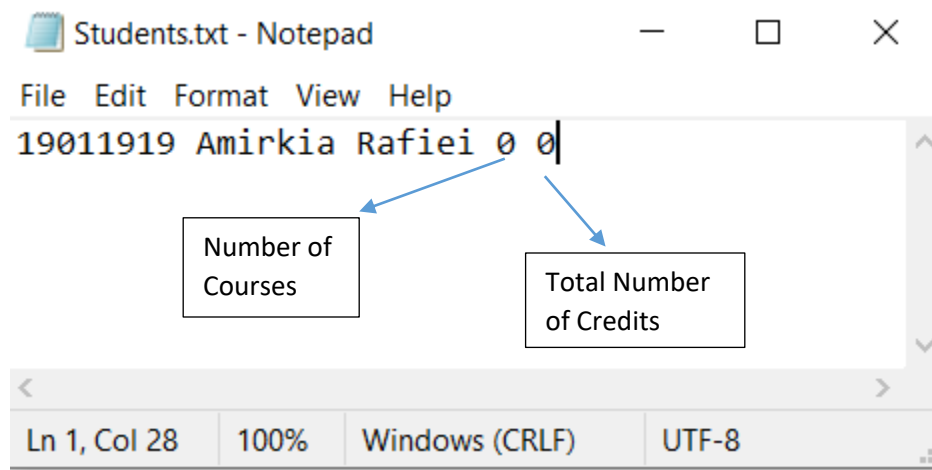 Students.txt - Notepad
File Edit Format View Help
19011919 Amirkia Rafiei 0 0
Number of
Courses
Total Number
of Credits
Ln 1, Col 28 100% Windows (CRLF) UTF-8